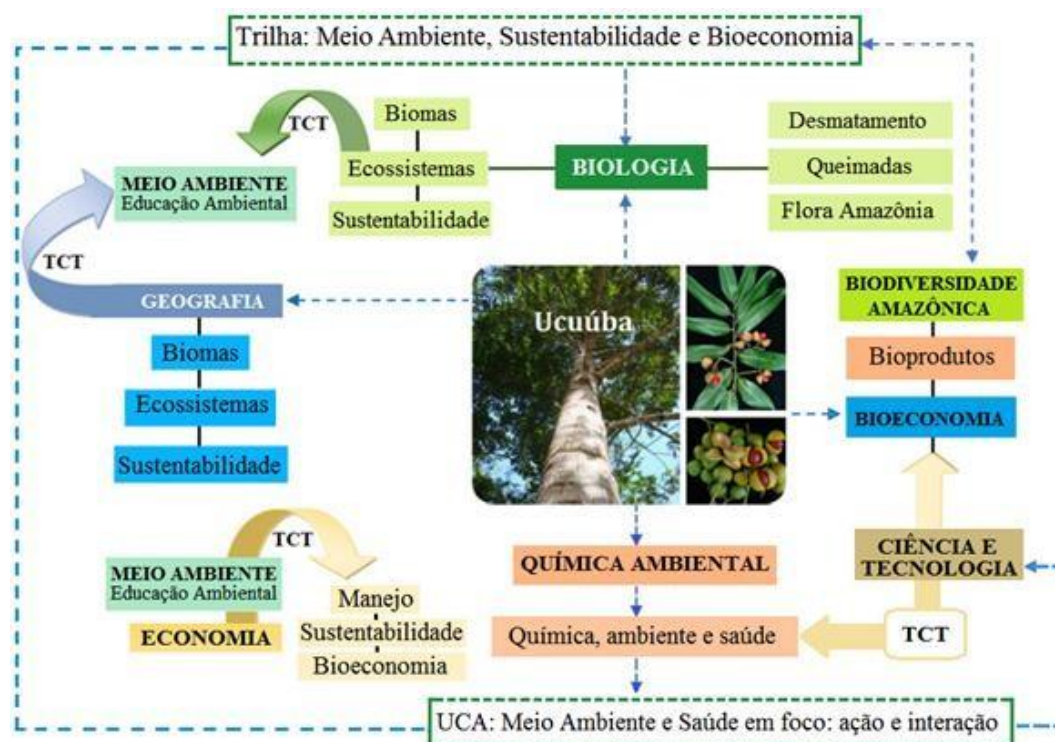 Trilha: Meio Ambiente, Sustentabilidade e Bioeconomia
TCT
Biomas
Ecossistemas
Sustentabilidade
BIOLOGIA
Desmatamento
Queimadas
Flora Amazônia
MEIO AMBIENTE
Educação Ambiental
TCT
GEOGRAFIA
Biomas
Ecossistemas
Sustentabilidade
Ucuúba
BIODIVERSIDADE
AMAZÔNICA
Bioprodutos
BIOECONOMIA
TCT
MEIO AMBIENTE
Educação Ambiental
ECONOMIA
Manejo
Sustentabilidade
Bioeconomia
QUÍMICA AMBIENTAL
Química, ambiente e saúde
CIÊNCIA E
TECNOLOGIA
TCT
UCA: Meio Ambiente e Saúde em foco: ação e interação